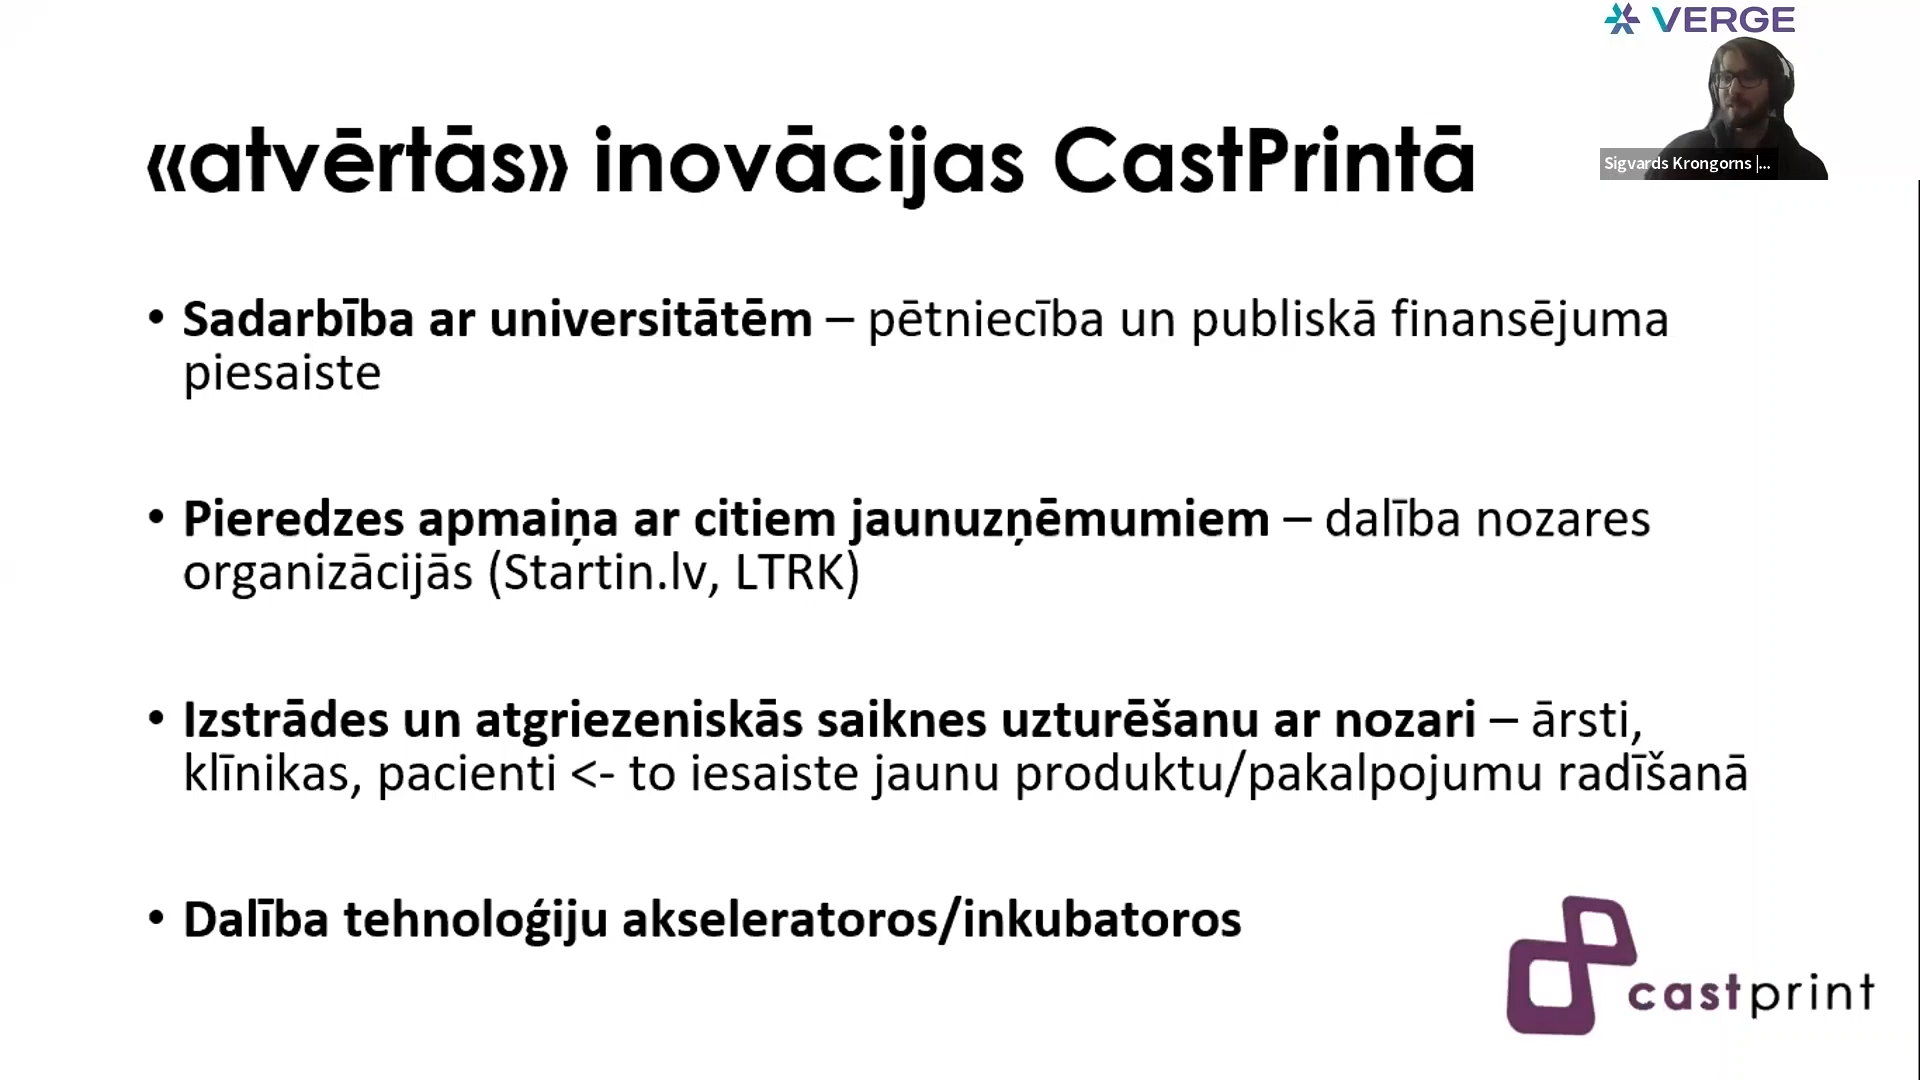 VERGE
Sigvards Krongorns |...
«atvērtās» inovācijas CastPrintā
• Sadarbība ar universitātēm – pētniecība un publiskā finansējuma
piesaiste
• Pieredzes apmaiņa ar citiem jaunuzņēmumiem – dalība nozares
organizācijās (Startin.lv, LTRK)
• Izstrādes un atgriezeniskās saiknes uzturēšanu ar nozari – ārsti,
klīnikas, pacienti <- to iesaiste jaunu produktu/pakalpojumu radīšanā
• Dalība tehnoloģiju akseleratoros/inkubatoros
castprint